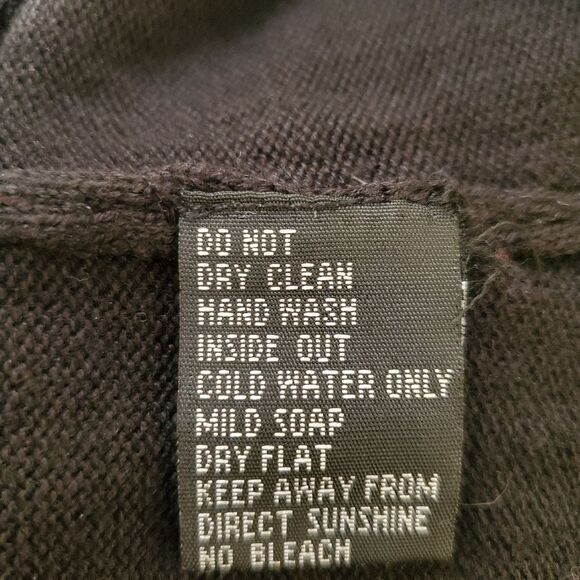 DO NOT
DRY CLEAN
HAND WASH
INSIDE OUT
COLD WATER ONLY
MILD SOAP
DRY FLAT
KEEP AWAY FROM
DIRECT SUNSHINE
NO BLEACH